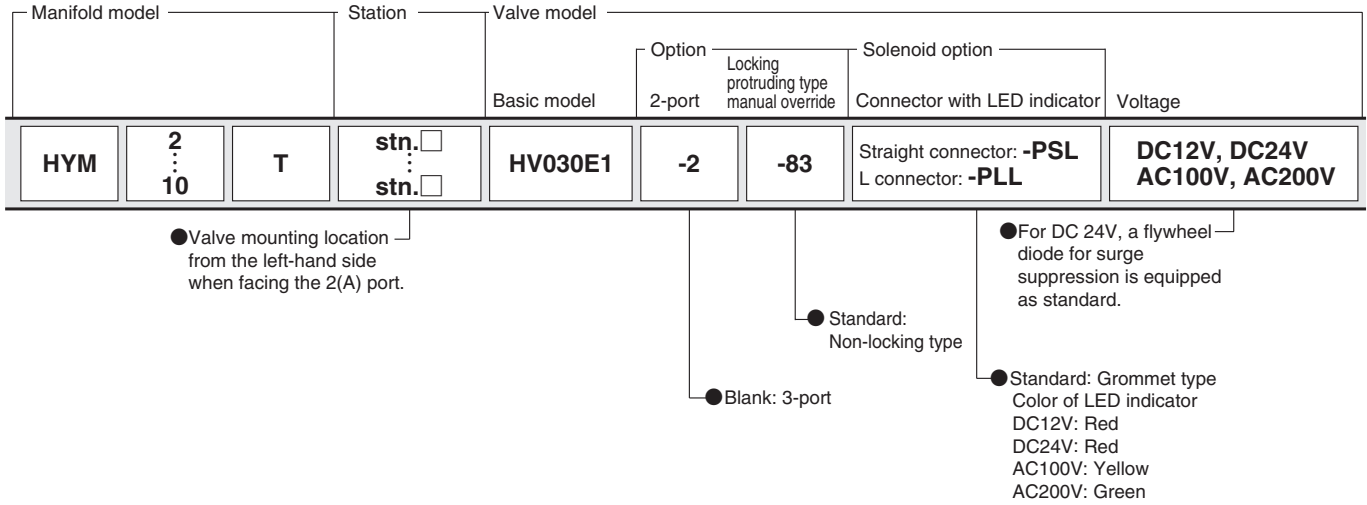 Manifold model
Station
Valve model
Option
Solenoid option
Basic model
2-port
Locking
protruding type
manual override
Connector with LED indicator
Voltage
HYM
2
⋮
10
T
stn.□
⋮
stn.□
HV030E1
-2
-83
Straight connector: -PSL
L connector: -PLL
DC12V, DC24V
AC100V, AC200V
●Valve mounting location
from the left-hand side
when facing the 2(A) port.
●For DC 24V, a flywheel
diode for surge
suppression is equipped
as standard.
●Standard:
Non-locking type
●Blank: 3-port
●Standard: Grommet type
Color of LED indicator
DC12V: Red
DC24V: Red
AC100V: Yellow
AC200V: Green